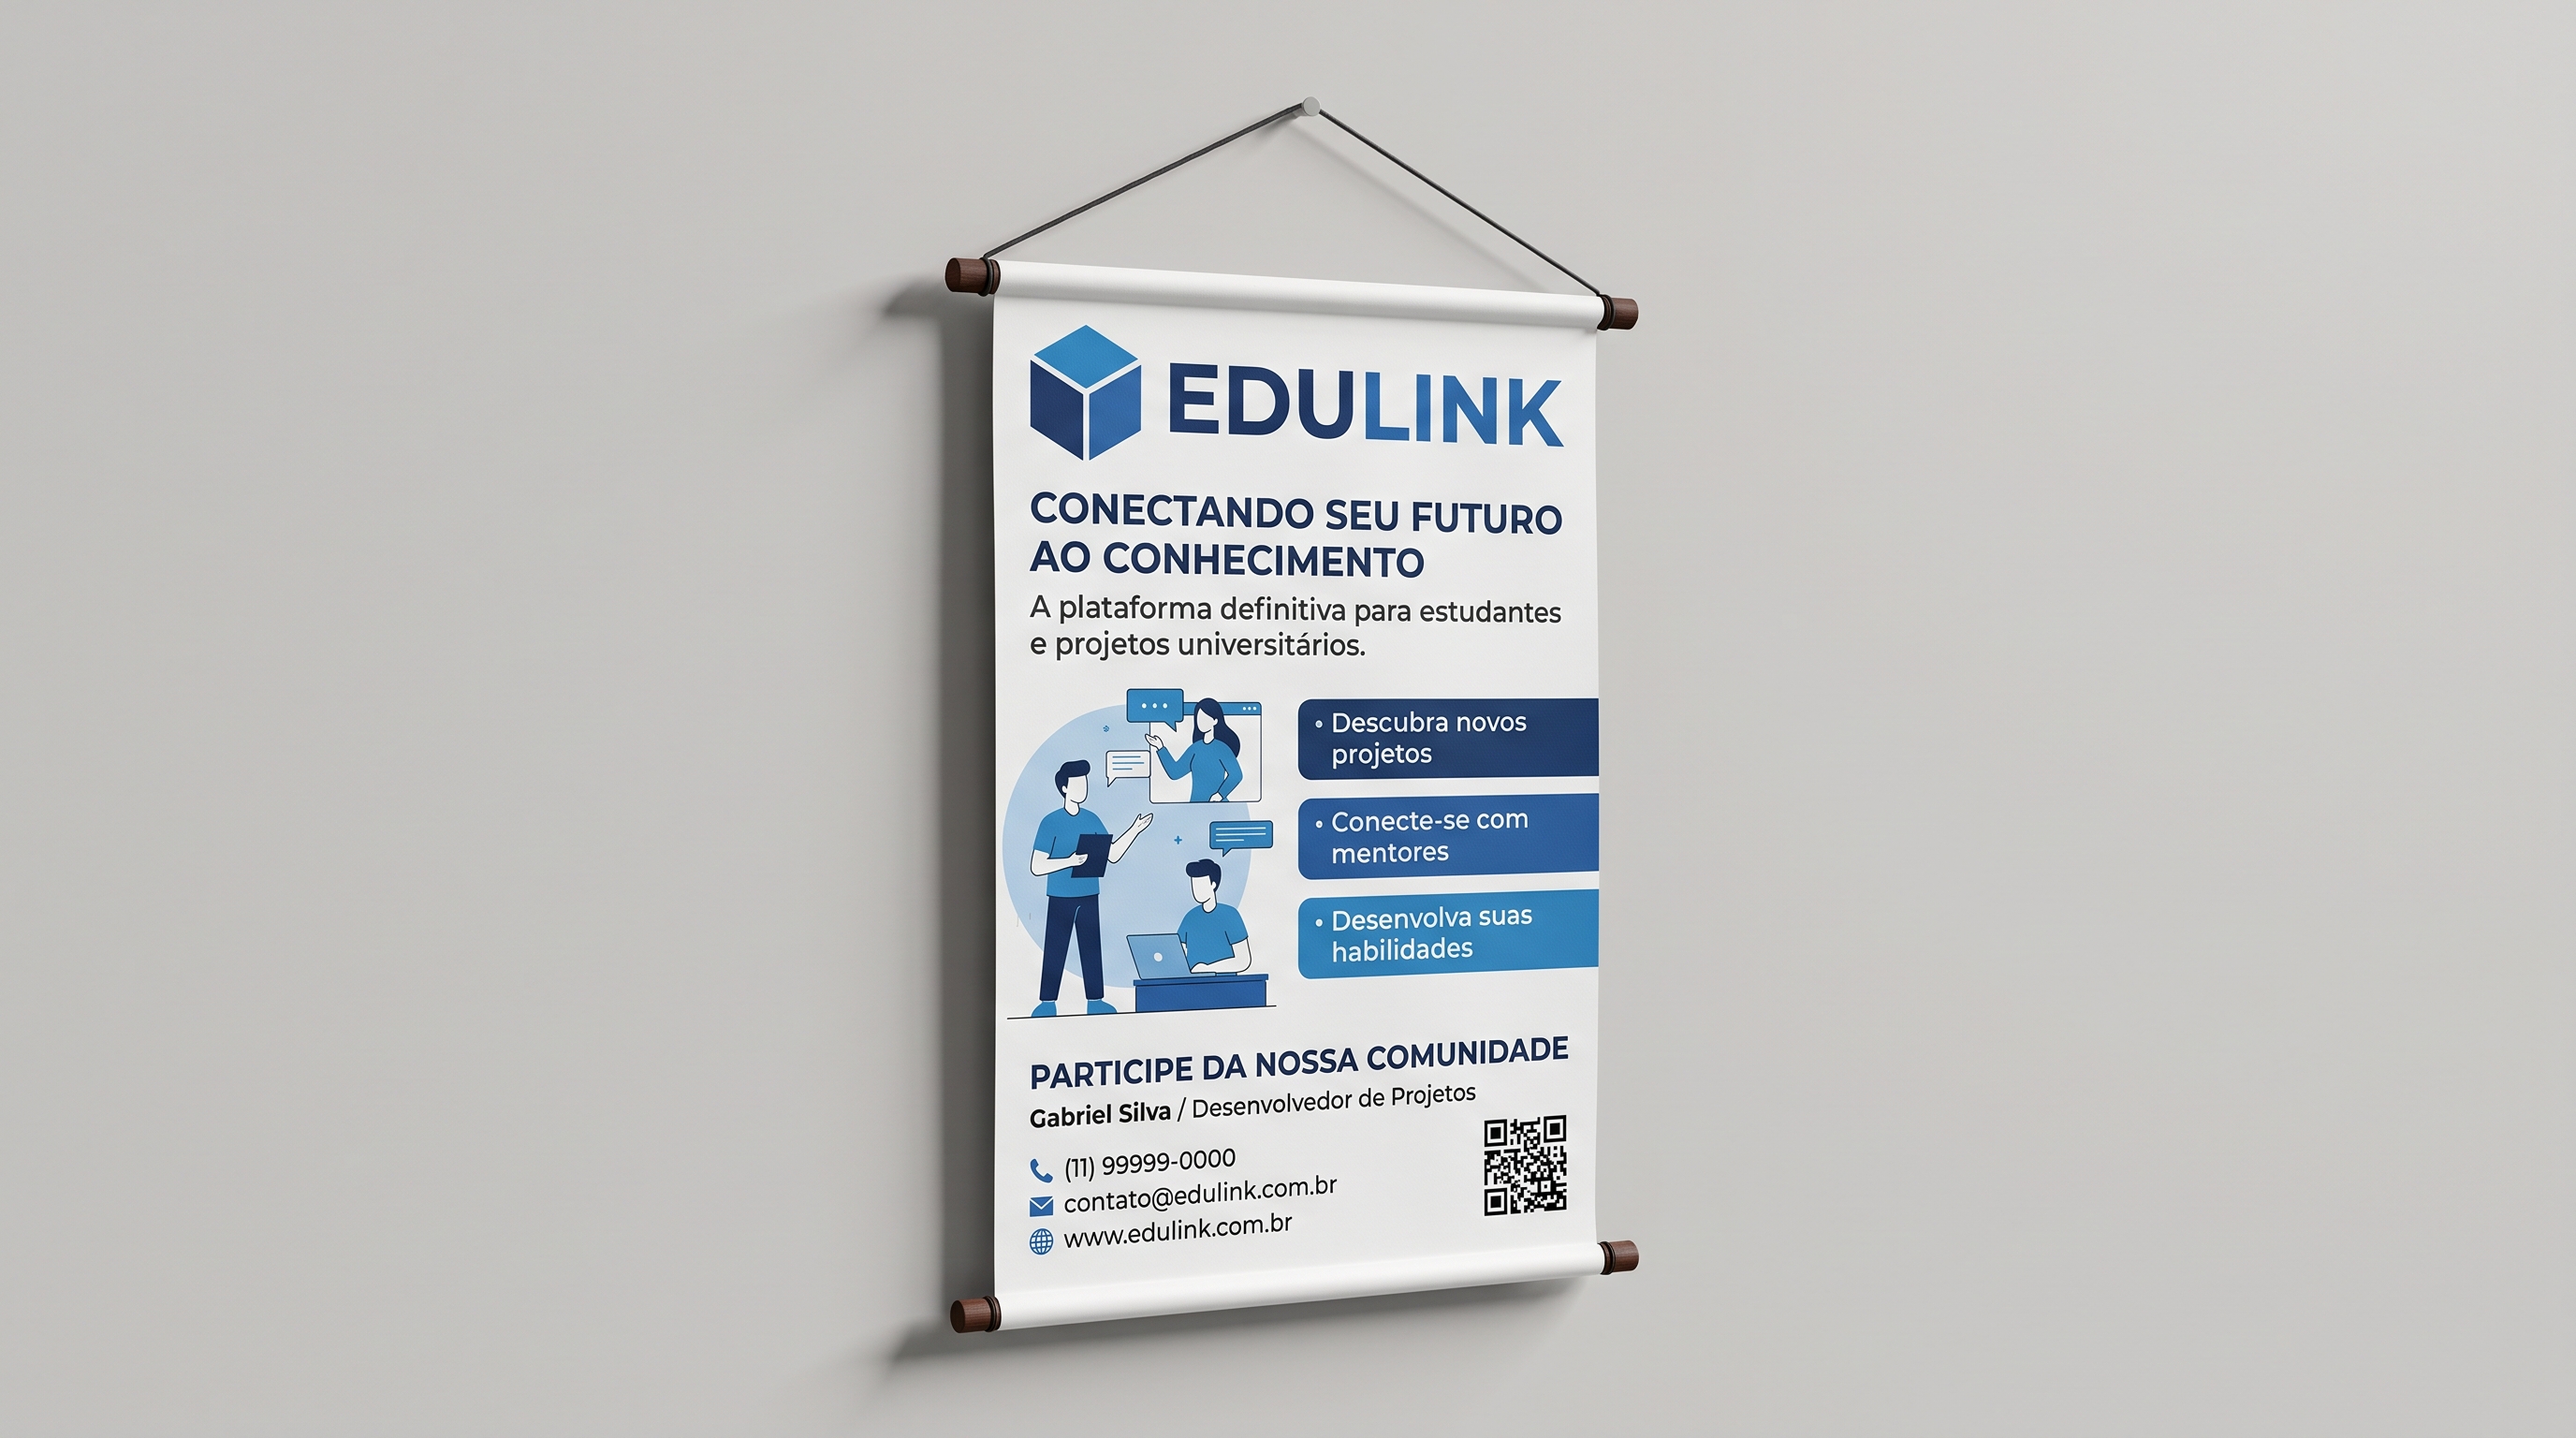 EDULINK
CONECTANDO SEU FUTURO
AO CONHECIMENTO
A plataforma definitiva para estudantes
e projetos universitários.
• Descubra novos
projetos
• Conecte-se com
mentores
• Desenvolva suas
habilidades
PARTICIPE DA NOSSA COMUNIDADE
Gabriel Silva / Desenvolvedor de Projetos
(11) 99999-0000
contato@edulink.com.br
www.edulink.com.br